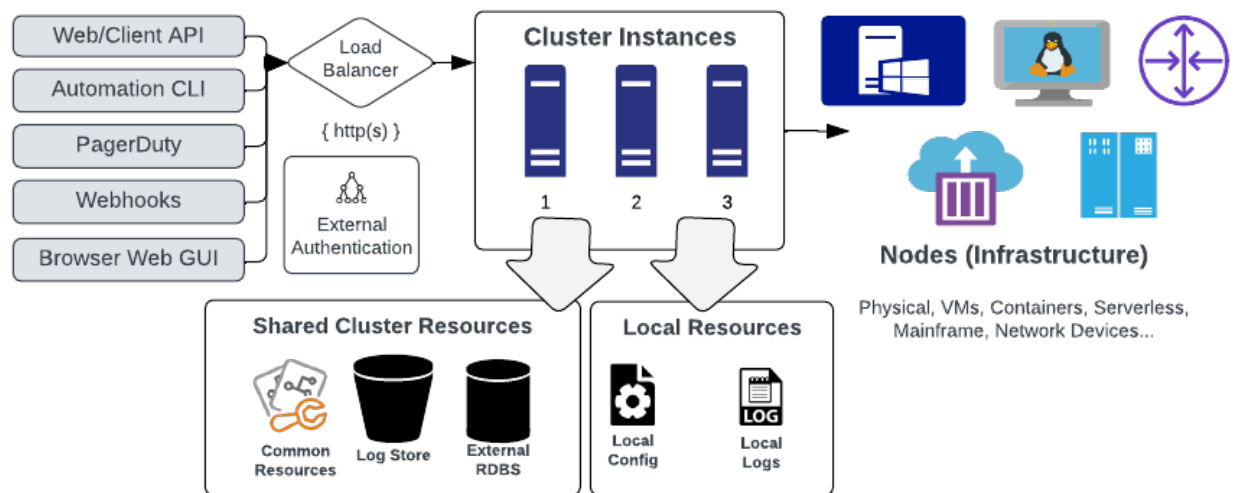 Web/Client API
Automation CLI
PagerDuty
Webhooks
Browser Web GUI
Load
Balancer
{ http(s) }
External
Authentication
Cluster Instances
1
2
3
Nodes (Infrastructure)
Physical, VMs, Containers, Serverless,
Mainframe, Network Devices...
Shared Cluster Resources
Common
Resources
Log Store
External
RDBS
Local Resources
Local
Config
LOG
Local
Logs